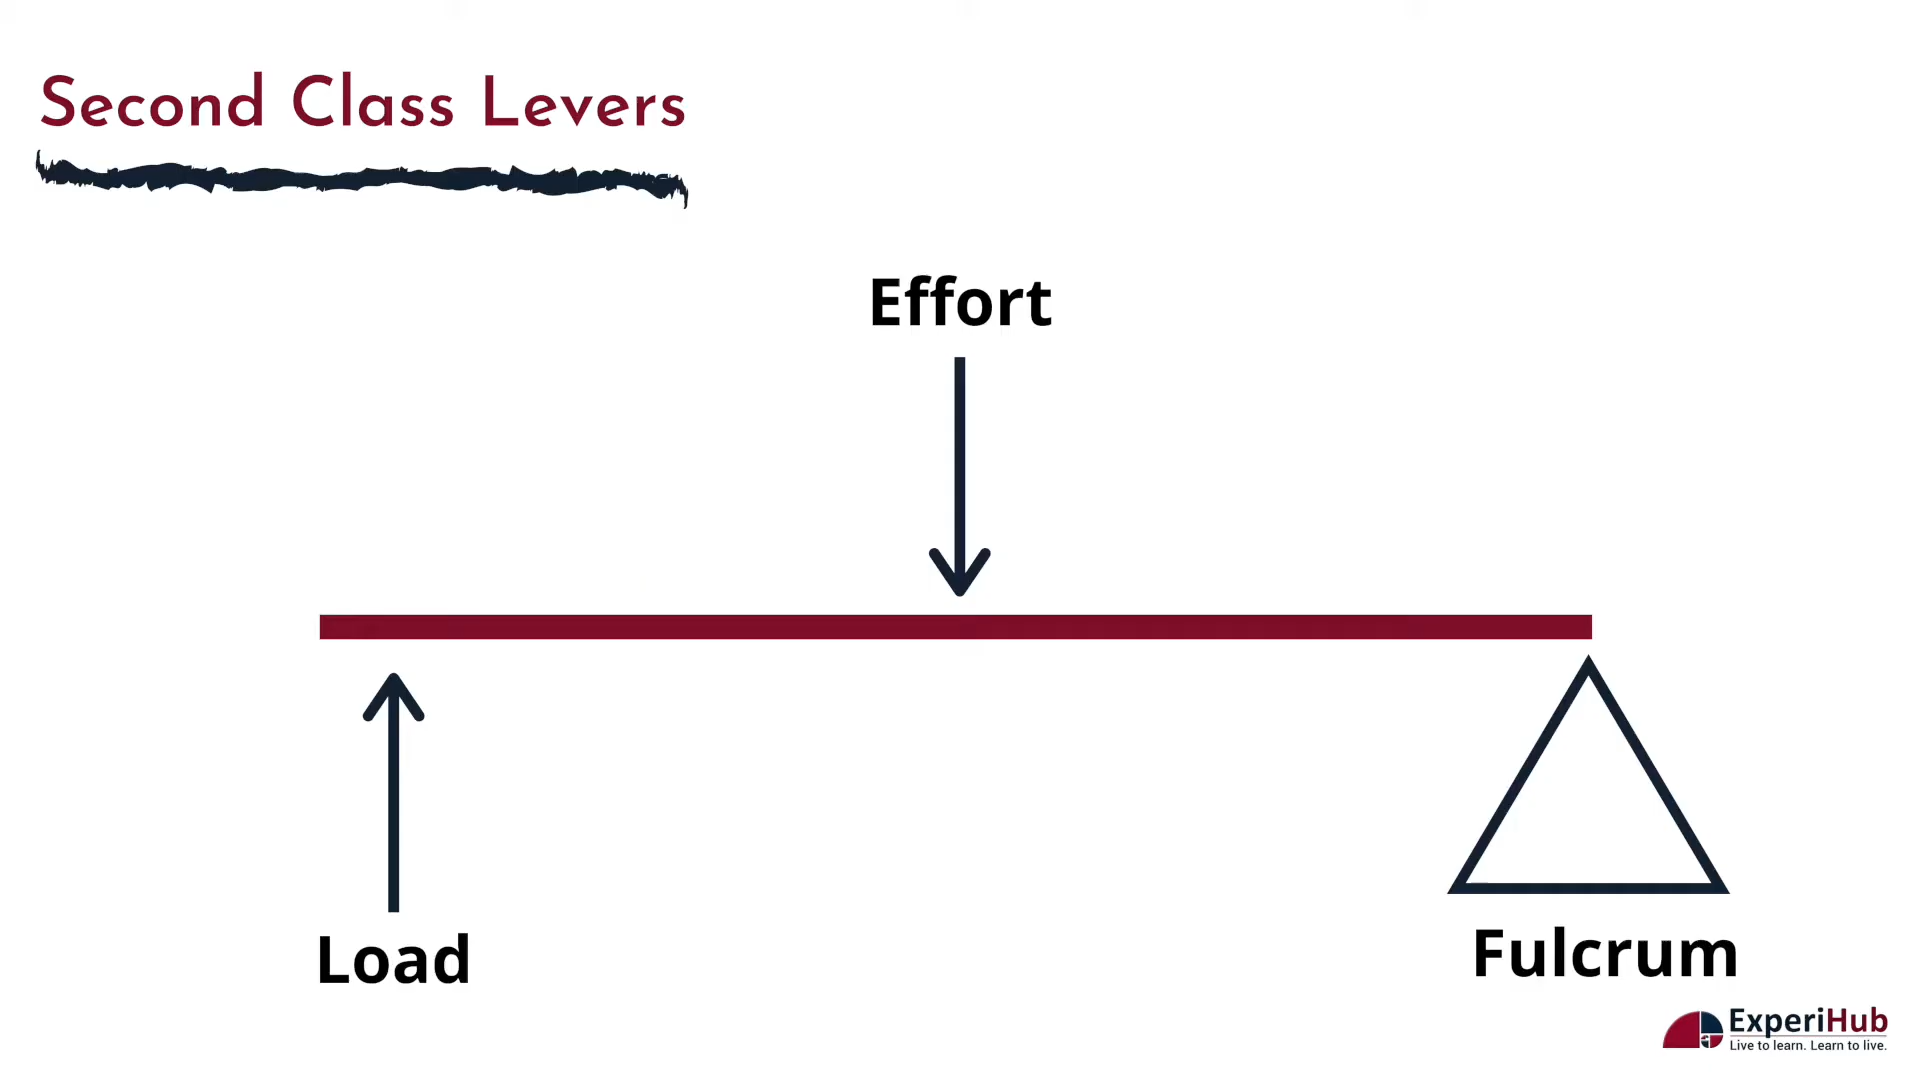 Second Class Levers
Effort
Load
Fulcrum
ExperiHub
Live to learn. Learn to live.